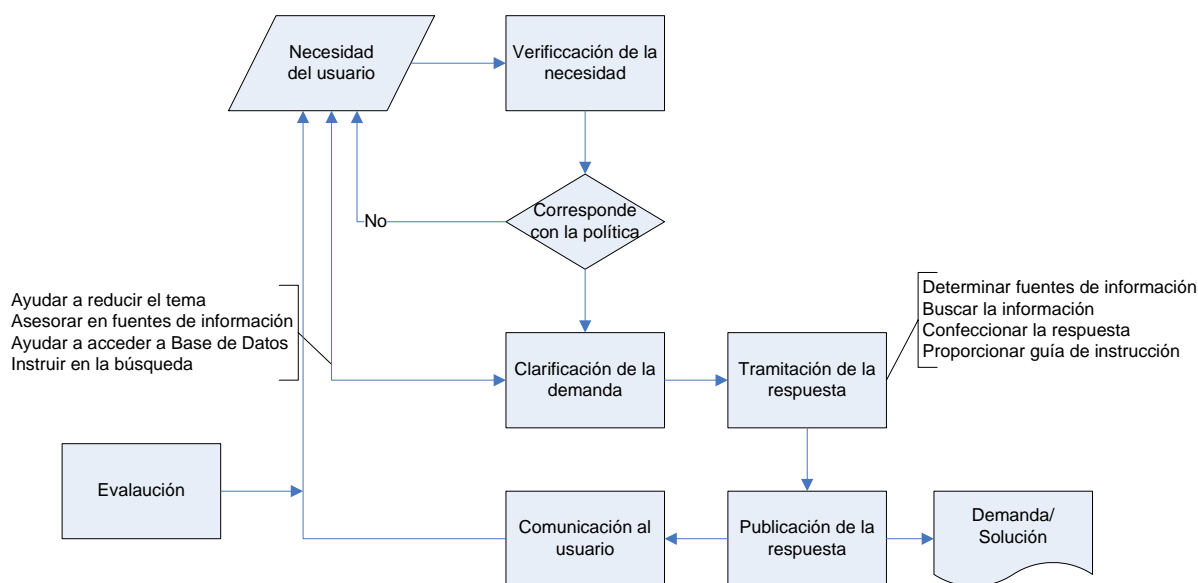 Necesidad
del usuario
Verificcación de la
necesidad
Corresponde
con la política
No
Ayudar a reducir el tema
Asesorar en fuentes de información
Ayudar a acceder a Base de Datos
Instruir en la búsqueda
Clarificación de la
demanda
Tramitación de la
respuesta
Determinar fuentes de información
Buscar la información
Confeccionar la respuesta
Proporcionar guía de instrucción
Evalaución
Comunicación al
usuario
Publicación de la
respuesta
Demanda/
Solución